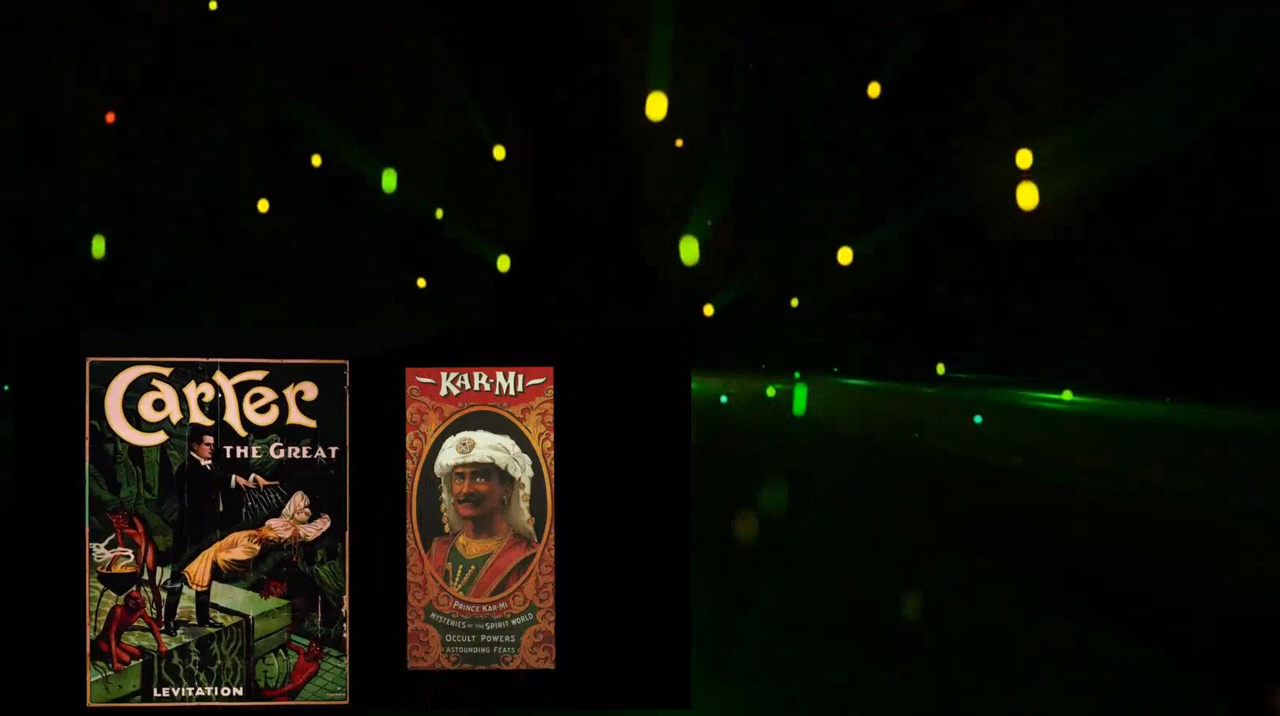 Carter
THE GREAT
LEVITATION
KAR-MI
PRINCE KAR-MI
MYSTERIES OF THE SPIRIT WORLD
OCCULT POWERS
ASTOUNDING FEATS